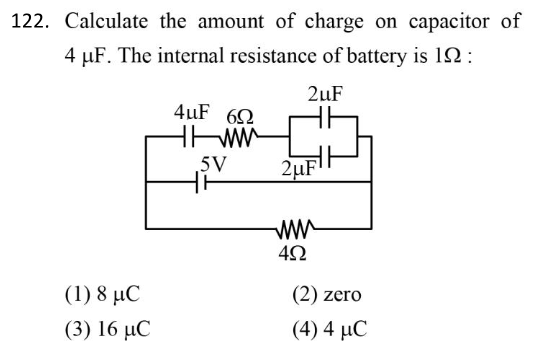 122. Calculate the amount of charge on capacitor of
4 μF. The internal resistance of battery is 1Ω :
2uF
4uF 6Ω
5V
2μF
4Ω
(1) 8 μC (2) zero
(3) 16 μC (4) 4 μC